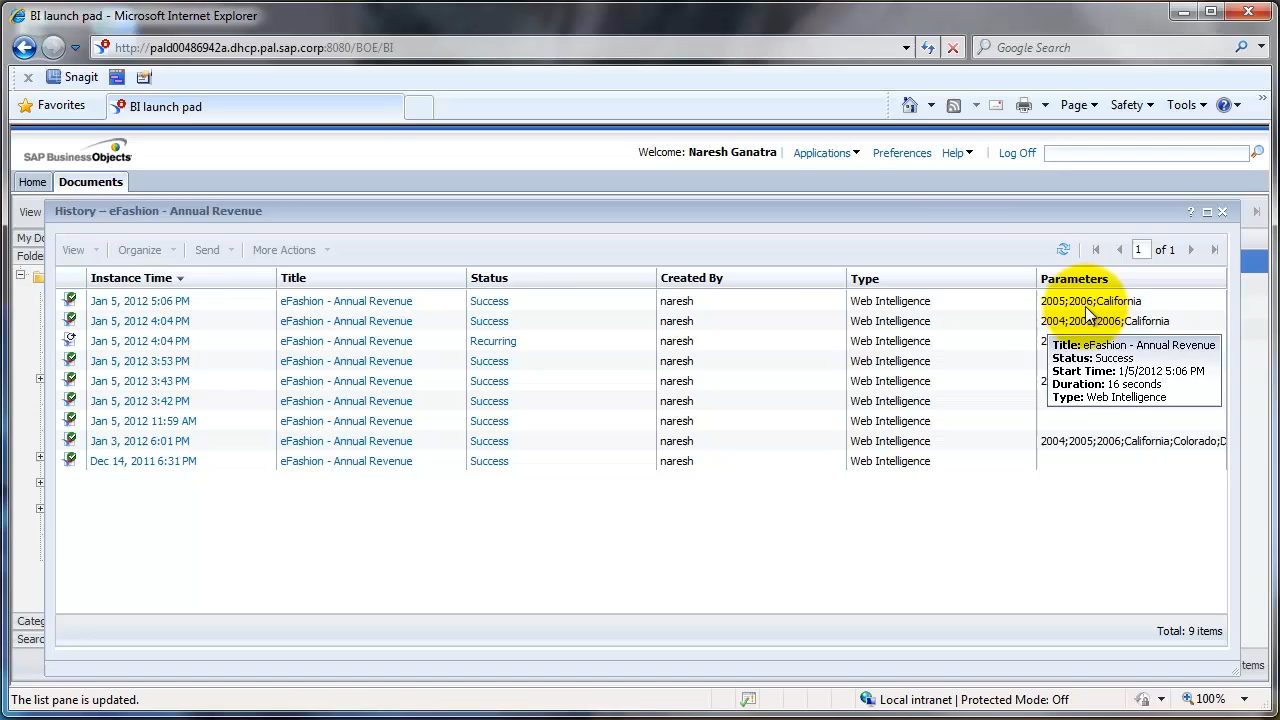 BI launch pad - Microsoft Internet Explorer
http://pald00486942a.dhcp.pal.sap.corp:8080/BOE/BI
Google Search
Snagit
Favorites
BI launch pad
Page
Safety
Tools
SAP BusinessObjects
Welcome: Naresh Ganatra
Applications
Preferences
Help
Log Off
Home
Documents
View
History – eFashion - Annual Revenue
?
My Do
Folde
View
Organize
Send
More Actions
1 of 1
Instance Time Title Status Created By Type Parameters
Jan 5, 2012 5:06 PM eFashion - Annual Revenue Success naresh Web Intelligence 2005;2006;California
Jan 5, 2012 4:04 PM eFashion - Annual Revenue Success naresh Web Intelligence 2004;2005;2006;California
Jan 5, 2012 4:04 PM eFashion - Annual Revenue Recurring naresh Web Intelligence 2
Jan 5, 2012 3:53 PM eFashion - Annual Revenue Success naresh Web Intelligence
Jan 5, 2012 3:43 PM eFashion - Annual Revenue Success naresh Web Intelligence 2
Jan 5, 2012 3:42 PM eFashion - Annual Revenue Success naresh Web Intelligence
Jan 5, 2012 11:59 AM eFashion - Annual Revenue Success naresh Web Intelligence
Jan 3, 2012 6:01 PM eFashion - Annual Revenue Success naresh Web Intelligence 2004;2005;2006;California;Colorado;D
Dec 14, 2011 6:31 PM eFashion - Annual Revenue Success naresh Web Intelligence
Title: eFashion - Annual Revenue
Status: Success
Start Time: 1/5/2012 5:06 PM
Duration: 16 seconds
Type: Web Intelligence
Categ
Searc
Total: 9 items
tems
The list pane is updated.
Local intranet | Protected Mode: Off
100%